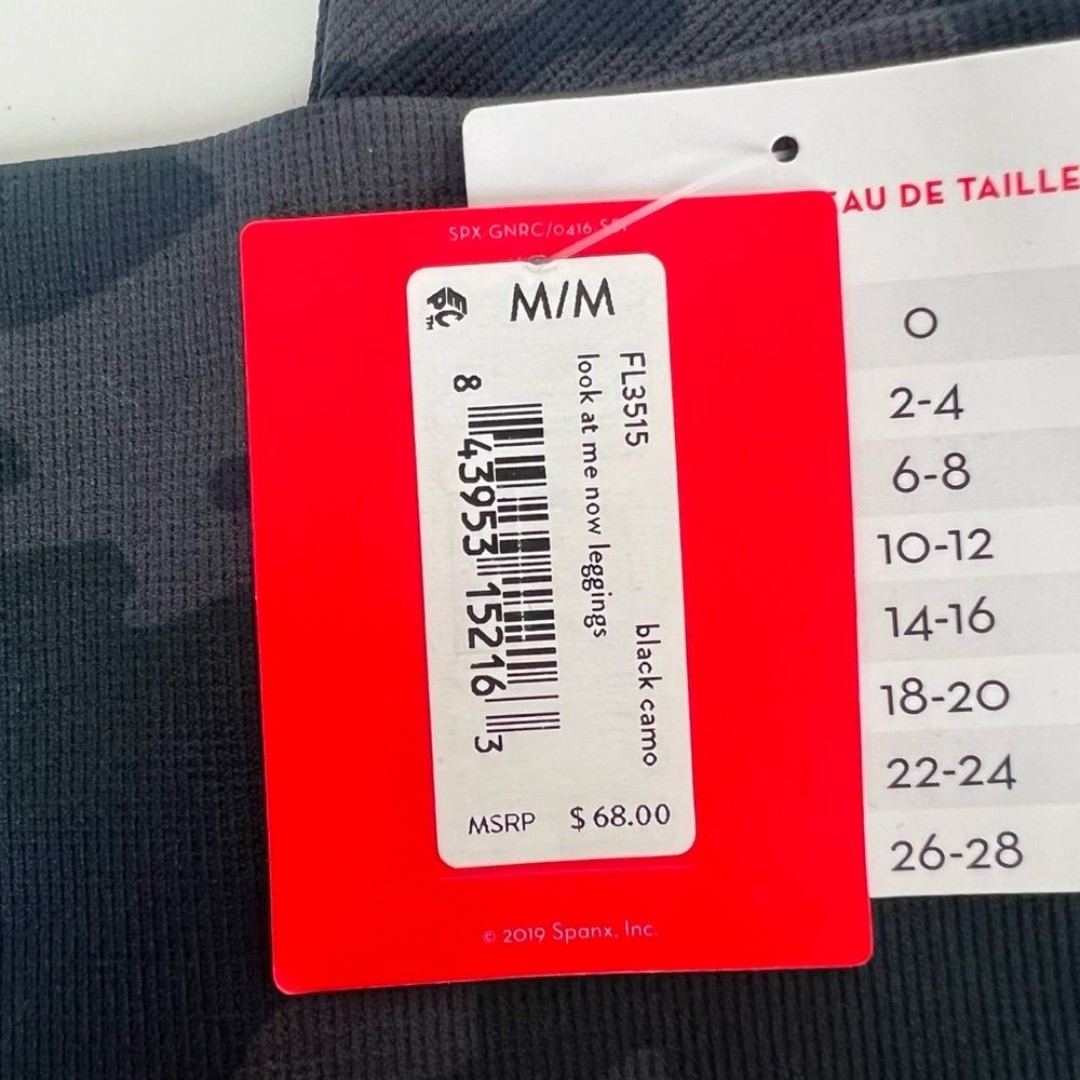 SPX GNRC/0416
M/M
ECP™
FL3515
black camo
look at me now leggings
8 43953 15216 3
MSRP $ 68.00
© 2019 Spanx, Inc.
DE TAILLE
0
2-4
6-8
10-12
14-16
18-20
22-24
26-28